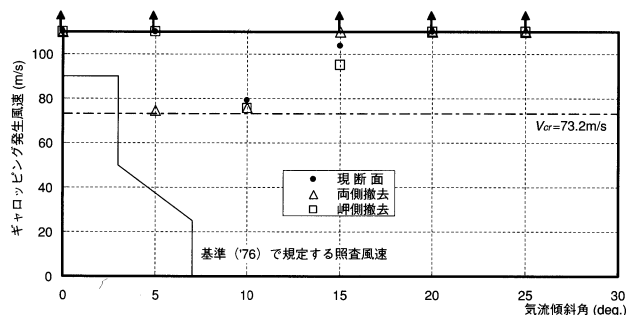 ギャロッピング発生風速 (m/s)
100
80
60
40
20
0
Vcr=73.2m/s
● 現断面
△ 両側撤去
□ 岬側撤去
基準（'76）で規定する照査風速
0 5 10 15 20 25 30
気流傾斜角 (deg.)